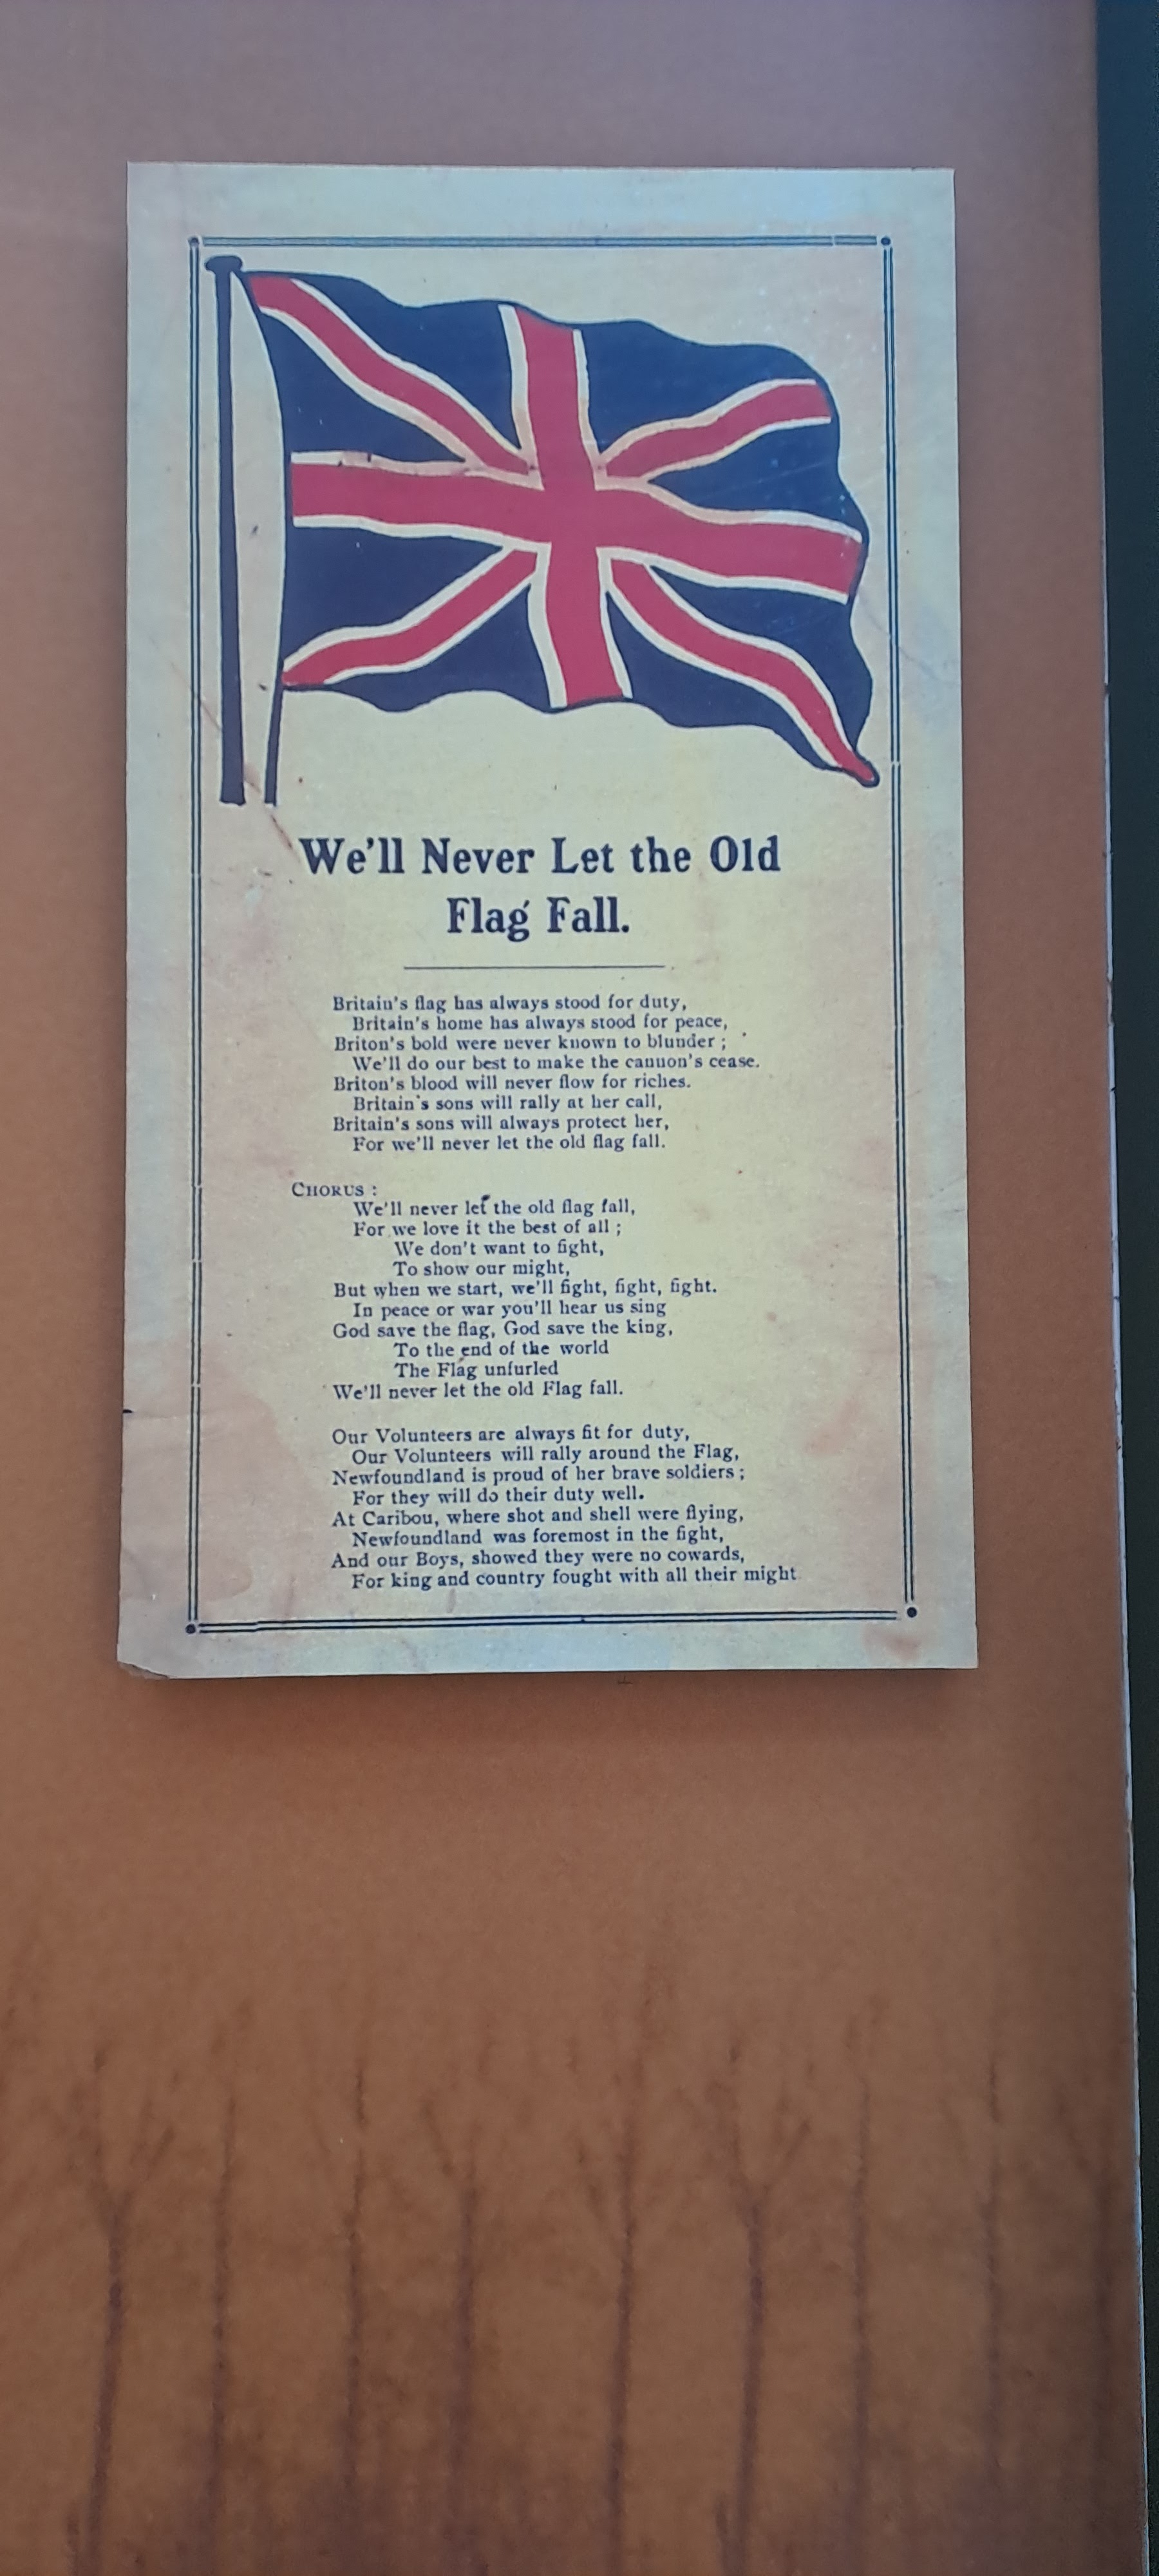 We'll Never Let the Old
Flag Fall.
Britain's flag has always stood for duty,
Britain's home has always stood for peace,
Briton's bold were never known to blunder ;
We'll do our best to make the cannon's cease.
Briton's blood will never flow for riches.
Britain's sons will rally at her call,
Britain's sons will always protect her,
For we'll never let the old flag fall.
CHORUS :
We'll never let the old flag fall,
For we love it the best of all ;
We don't want to fight,
To show our might,
But when we start, we'll fight, fight, fight.
In peace or war you'll hear us sing
God save the flag, God save the king,
To the end of the world
The Flag unfurled
We'll never let the old Flag fall.
Our Volunteers are always fit for duty,
Our Volunteers will rally around the Flag,
Newfoundland is proud of her brave soldiers ;
For they will do their duty well.
At Caribou, where shot and shell were flying,
Newfoundland was foremost in the fight,
And our Boys, showed they were no cowards,
For king and country fought with all their might